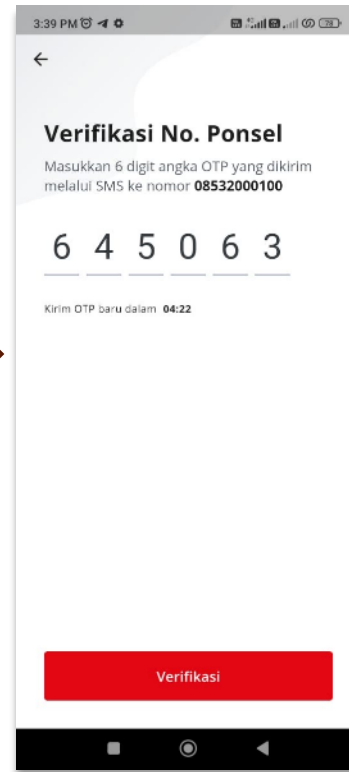 3:39 PM
78
Verifikasi No. Ponsel
Masukkan 6 digit angka OTP yang dikirim
melalui SMS ke nomor 08532000100
6 4 5 0 6 3
Kirim OTP baru dalam 04:22
Verifikasi